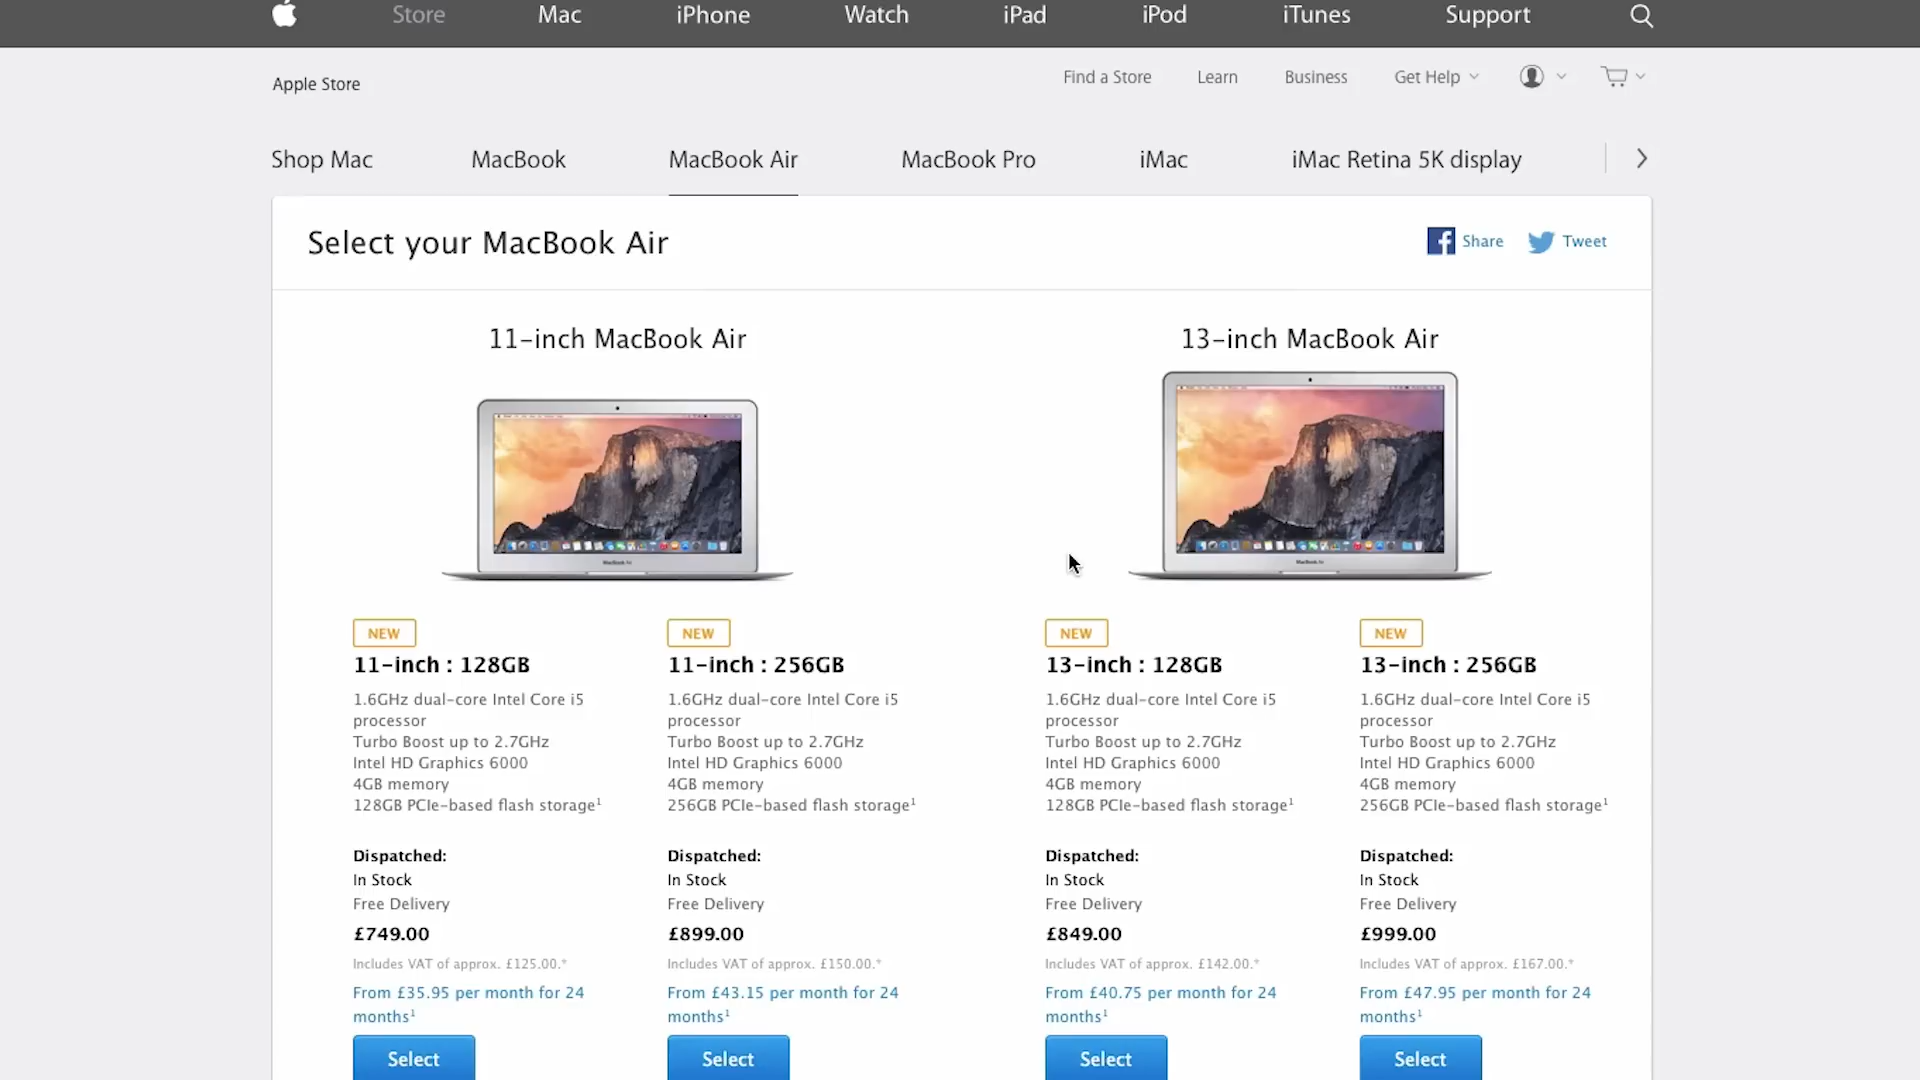 Store Mac iPhone Watch iPad iPod iTunes Support
Apple Store
Find a Store Learn Business Get Help
Shop Mac MacBook MacBook Air MacBook Pro iMac iMac Retina 5K display
Select your MacBook Air
Share Tweet
11-inch MacBook Air
13-inch MacBook Air
MacBook Air
MacBook Air
NEW
11-inch : 128GB
1.6GHz dual-core Intel Core i5
processor
Turbo Boost up to 2.7GHz
Intel HD Graphics 6000
4GB memory
128GB PCIe-based flash storage¹
Dispatched:
In Stock
Free Delivery
£749.00
Includes VAT of approx. £125.00.*
From £35.95 per month for 24
months¹
Select
NEW
11-inch : 256GB
1.6GHz dual-core Intel Core i5
processor
Turbo Boost up to 2.7GHz
Intel HD Graphics 6000
4GB memory
256GB PCIe-based flash storage¹
Dispatched:
In Stock
Free Delivery
£899.00
Includes VAT of approx. £150.00.*
From £43.15 per month for 24
months¹
Select
NEW
13-inch : 128GB
1.6GHz dual-core Intel Core i5
processor
Turbo Boost up to 2.7GHz
Intel HD Graphics 6000
4GB memory
128GB PCIe-based flash storage¹
Dispatched:
In Stock
Free Delivery
£849.00
Includes VAT of approx. £142.00.*
From £40.75 per month for 24
months¹
Select
NEW
13-inch : 256GB
1.6GHz dual-core Intel Core i5
processor
Turbo Boost up to 2.7GHz
Intel HD Graphics 6000
4GB memory
256GB PCIe-based flash storage¹
Dispatched:
In Stock
Free Delivery
£999.00
Includes VAT of approx. £167.00.*
From £47.95 per month for 24
months¹
Select